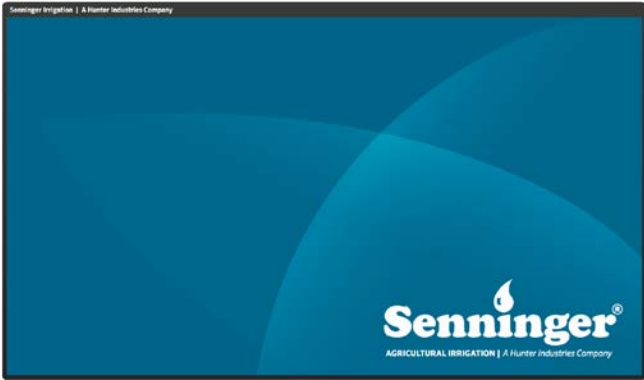 Senninger Irrigation | A Hunter Industries Company
Senninger®
AGRICULTURAL IRRIGATION | A Hunter Industries Company